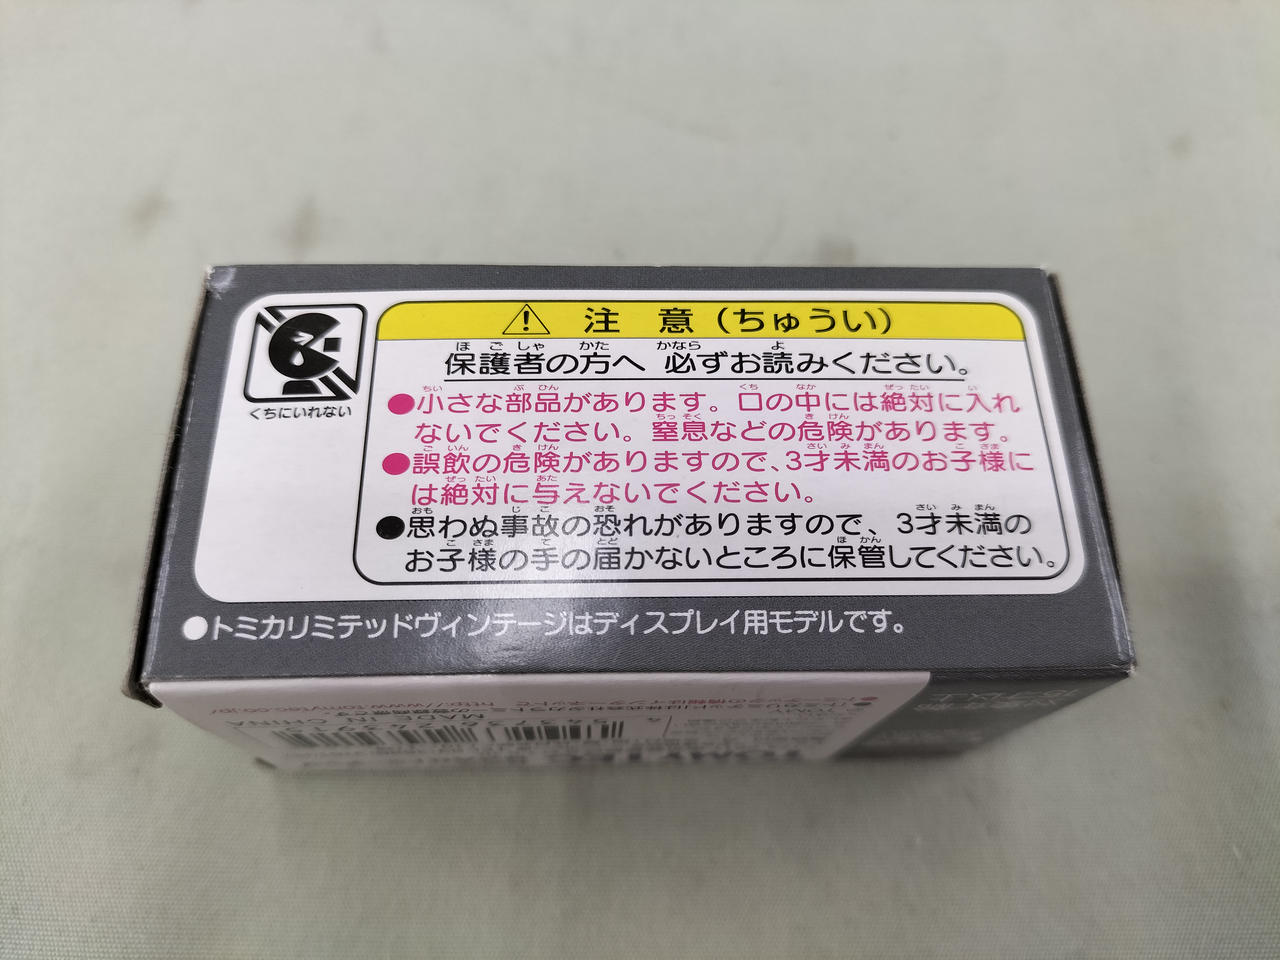 くちにいれない
⚠ 注 意 (ちゅうい)
保護者の方へ 必ずお読みください。
●小さな部品があります。口の中には絶対に入れ
ないでください。窒息などの危険があります。
●誤飲の危険がありますので、3才未満のお子様に
は絶対に与えないでください。
●思わぬ事故の恐れがありますので、3才未満の
お子様の手の届かないところに保管してください。
●トミカリミテッドヴィンテージはディスプレイ用モデルです。
http://www.tomytec.co.jp/
MADE IN CHINA